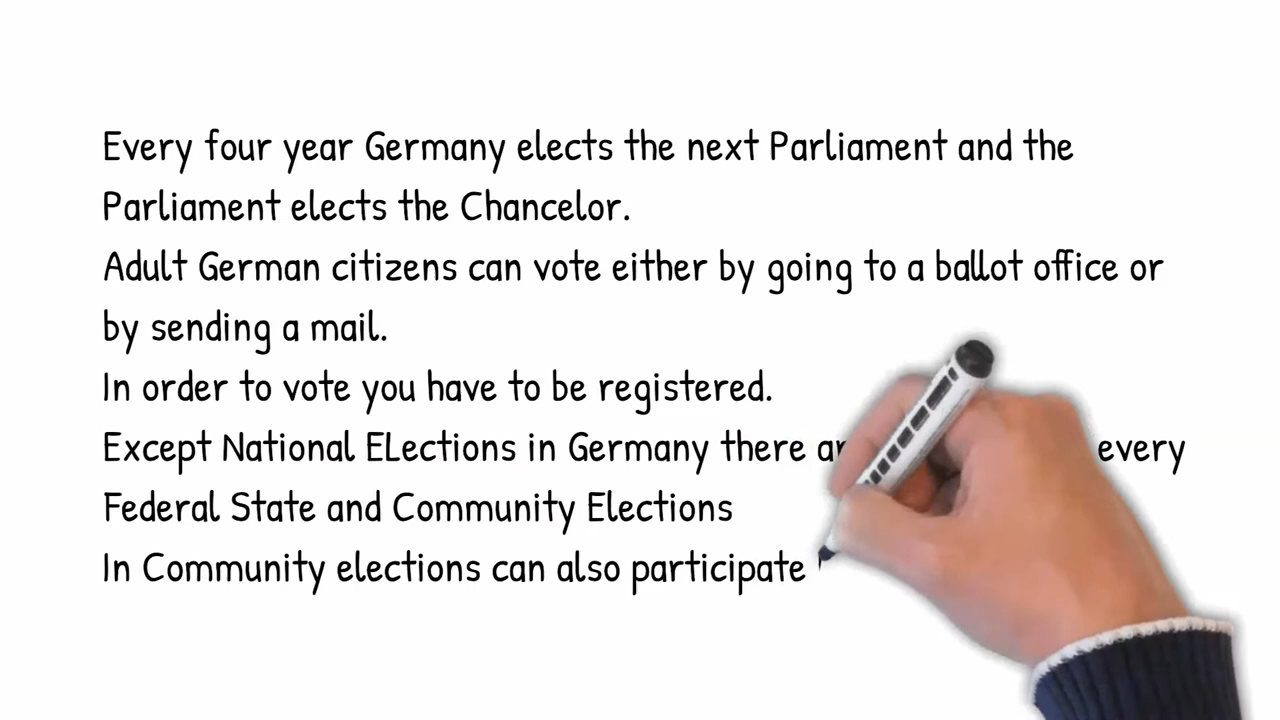 Every four year Germany elects the next Parliament and the
Parliament elects the Chancelor.
Adult German citizens can vote either by going to a ballot office or
by sending a mail.
In order to vote you have to be registered.
Except National ELections in Germany there every
Federal State and Community Elections
In Community elections can also participate